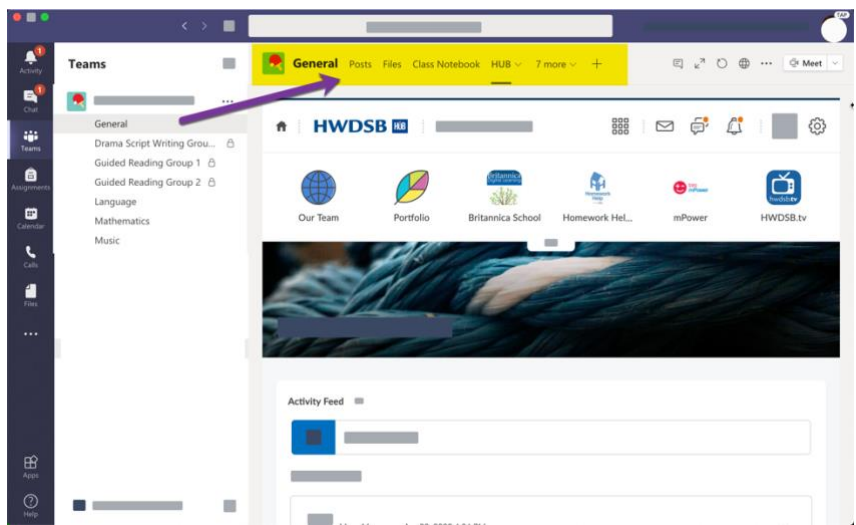 ZAP
Activity
Chat
Teams
Assignments
Calendar
Calls
Files
Apps
Help
Teams
General
Drama Script Writing Grou...
Guided Reading Group 1
Guided Reading Group 2
Language
Mathematics
Music
General Posts Files Class Notebook HUB 7 more + Meet
HWDSB HUB
Our Team
Portfolio
Britannica School
Homework Hel...
mPower
HWDSB.tv
Activity Feed